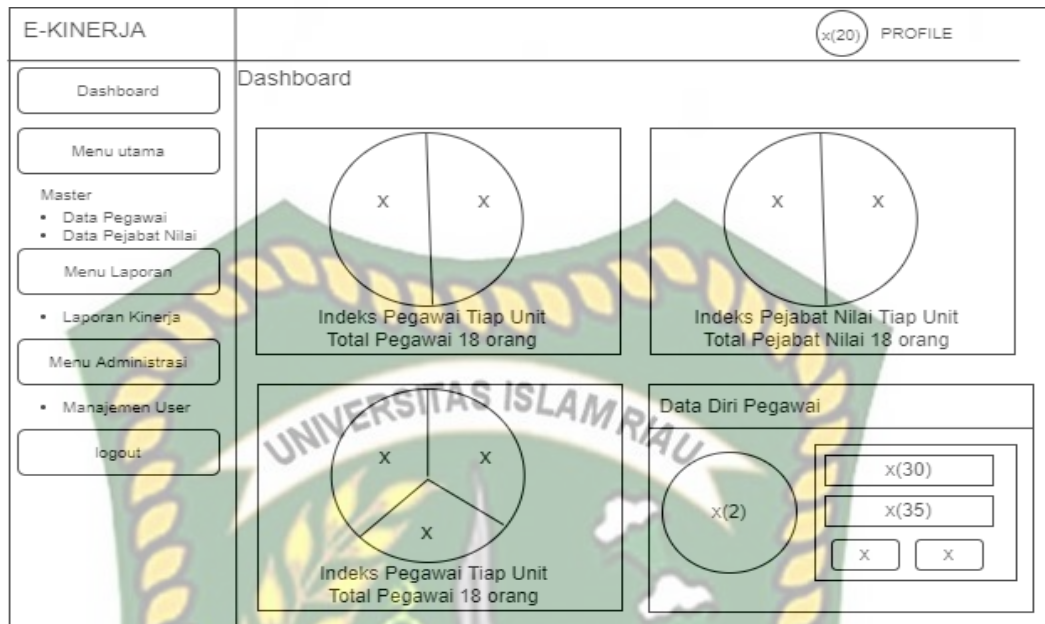 E-KINERJA
x(20) PROFILE
Dashboard
Menu utama
Master
• Data Pegawai
• Data Pejabat Nilai
Menu Laporan
• Laporan Kinerja
Menu Administrasi
• Manajemen User
logout
Dashboard
x x
Indeks Pegawai Tiap Unit
Total Pegawai 18 orang
x x
Indeks Pejabat Nilai Tiap Unit
Total Pejabat Nilai 18 orang
UNIVERSITAS ISLAM RIAU
x x
x
Indeks Pegawai Tiap Unit
Total Pegawai 18 orang
Data Diri Pegawai
x(2)
x(30)
x(35)
x x